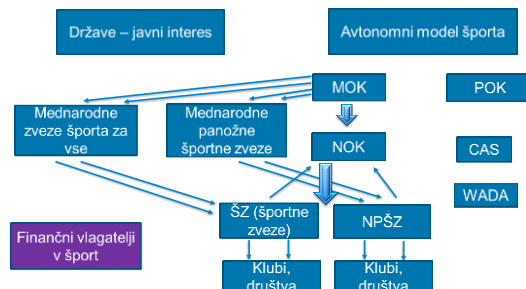 Države – javni interes
Avtonomni model športa
MOK
POK
Mednarodne
zveze športa za
vse
Mednarodne
panožne
športne zveze
NOK
CAS
WADA
ŠZ (športne
zveze)
NPŠZ
Finančni vlagatelji
v šport
Klubi,
društva
Klubi,
društva